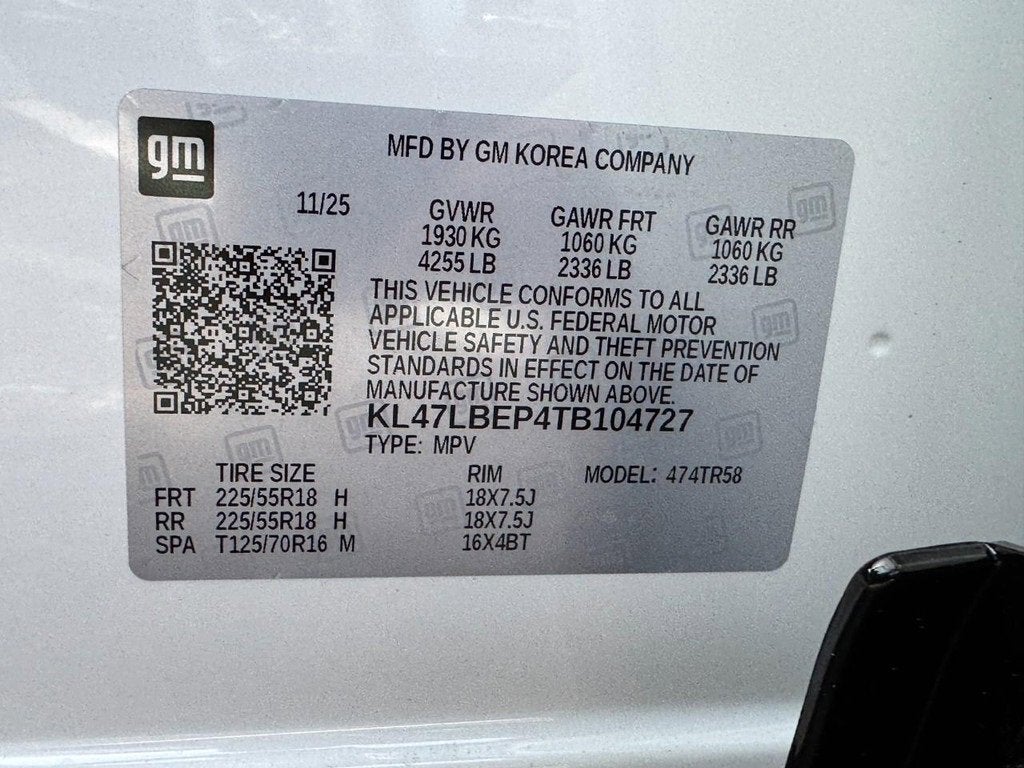 gm
MFD BY GM KOREA COMPANY
11/25
GVWR GAWR FRT GAWR RR
1930 KG 1060 KG 1060 KG
4255 LB 2336 LB 2336 LB
THIS VEHICLE CONFORMS TO ALL
APPLICABLE U.S. FEDERAL MOTOR
VEHICLE SAFETY AND THEFT PREVENTION
STANDARDS IN EFFECT ON THE DATE OF
MANUFACTURE SHOWN ABOVE.
KL47LBEP4TB104727
TYPE: MPV
TIRE SIZE RIM MODEL: 474TR58
FRT 225/55R18 H 18X7.5J
RR 225/55R18 H 18X7.5J
SPA T125/70R16 M 16X4BT